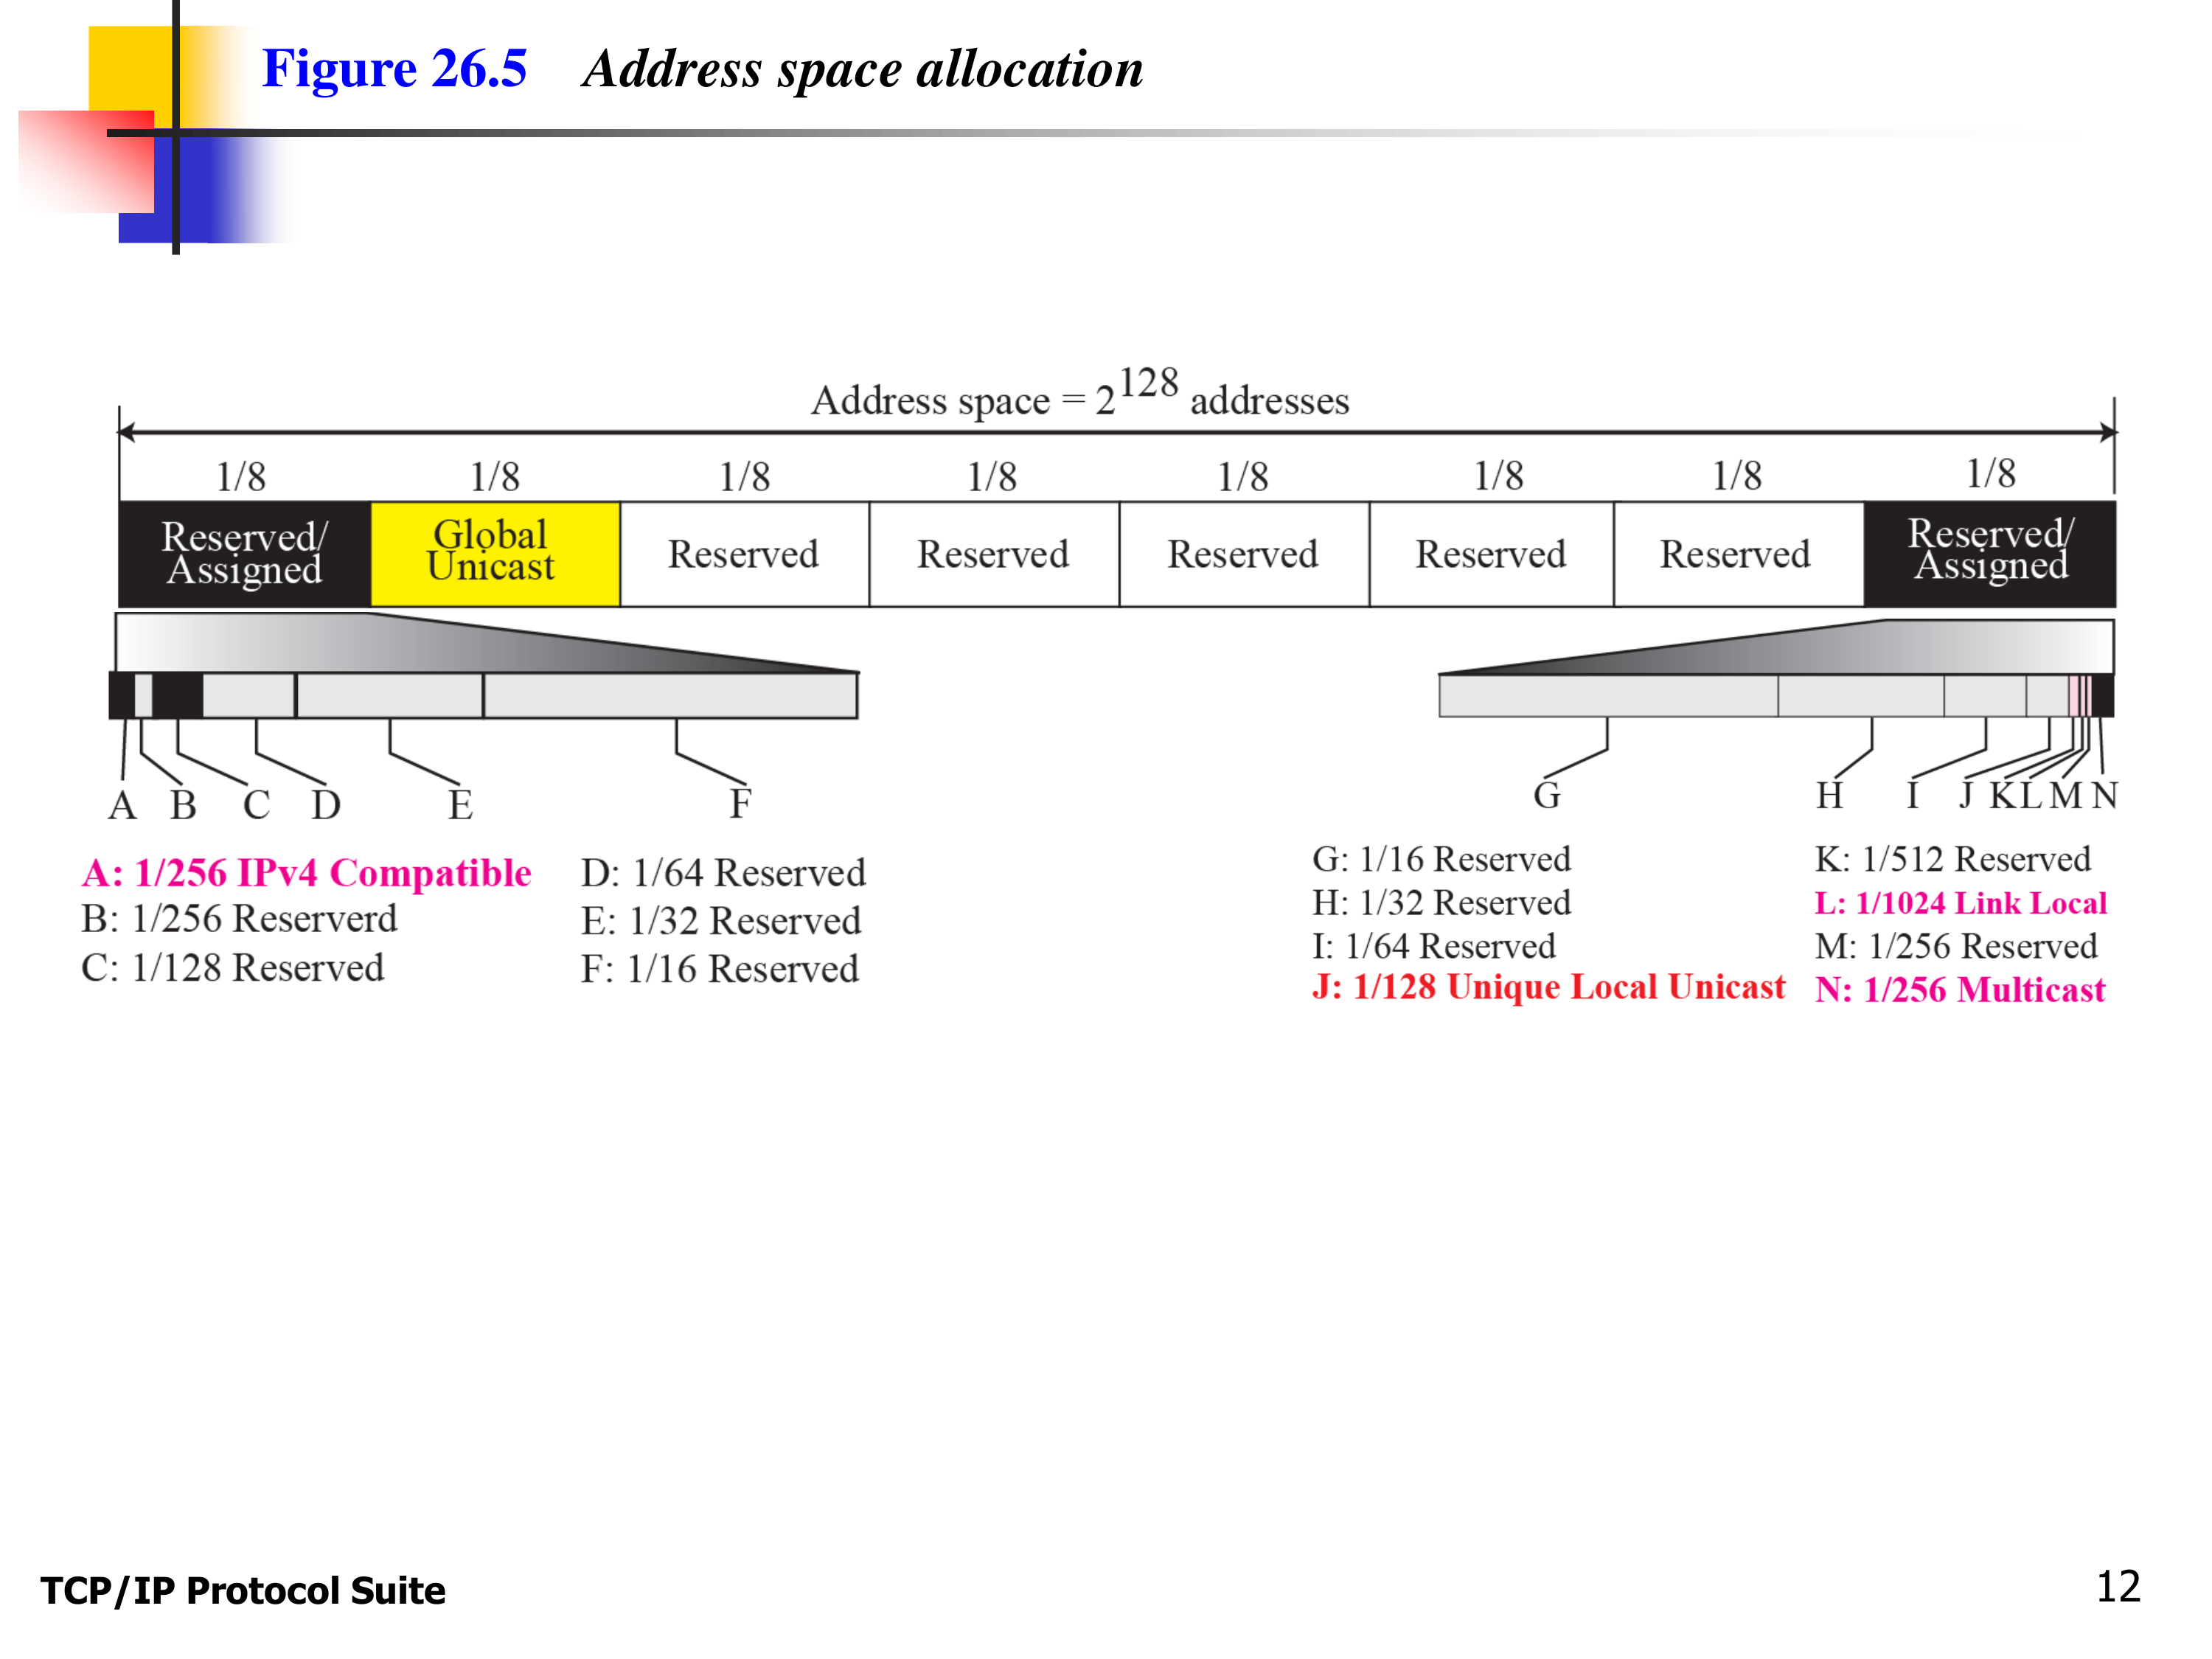 Figure 26.5 Address space allocation
Address space = 2^128 addresses
1/8 1/8 1/8 1/8 1/8 1/8 1/8 1/8
Reserved/
Assigned
Global
Unicast
Reserved
Reserved
Reserved
Reserved
Reserved
Reserved/
Assigned
A B C D E F
G H I J K L M N
A: 1/256 IPv4 Compatible
B: 1/256 Reserverd
C: 1/128 Reserved
D: 1/64 Reserved
E: 1/32 Reserved
F: 1/16 Reserved
G: 1/16 Reserved
H: 1/32 Reserved
I: 1/64 Reserved
J: 1/128 Unique Local Unicast
K: 1/512 Reserved
L: 1/1024 Link Local
M: 1/256 Reserved
N: 1/256 Multicast
TCP/IP Protocol Suite
12